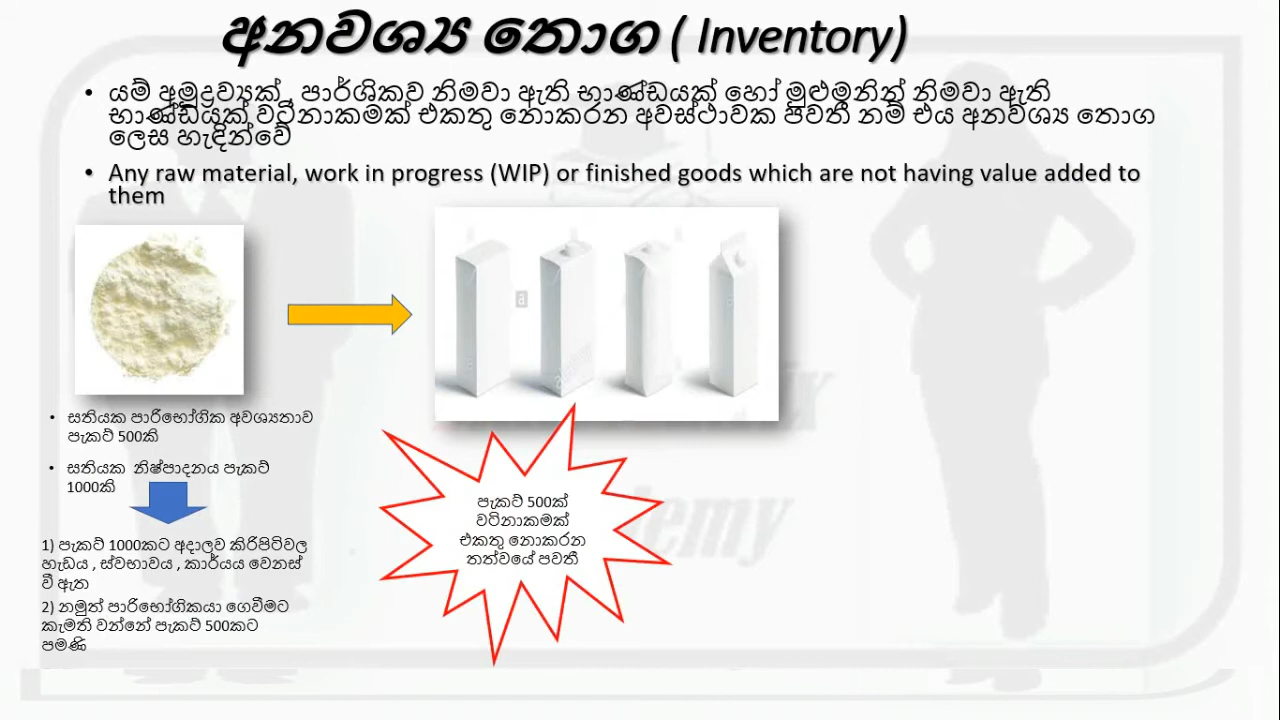 අනවශ්‍ය තොග ( Inventory)
• යම් අමුද්‍රව්‍යක් , පාර්ශිකව නිමවා ඇති භාණ්ඩයක් හෝ මුළුමනින් නිමවා ඇති
භාණ්ඩයක් වටිනාකමක් එකතු නොකරන අවස්ථාවක පවතී නම් එය අනවශ්‍ය තොග
ලෙස හැඳින්වේ
• Any raw material, work in progress (WIP) or finished goods which are not having value added to
them
• සතියක පාරිභෝගික අවශ්‍යතාව
පැකට් 500කි
• සතියක නිෂ්පාදනය පැකට්
1000කි
1) පැකට් 1000කට අදාලව කිරිපිටිවල
හැඩය , ස්වභාවය , කාර්යය වෙනස්
වී ඇත
2) නමුත් පාරිභෝගිකයා ගෙවීමට
කැමති වන්නේ පැකට් 500කට
පමණි
පැකට් 500ක්
වටිනාකමක්
එකතු නොකරන
තත්වයේ පවතී